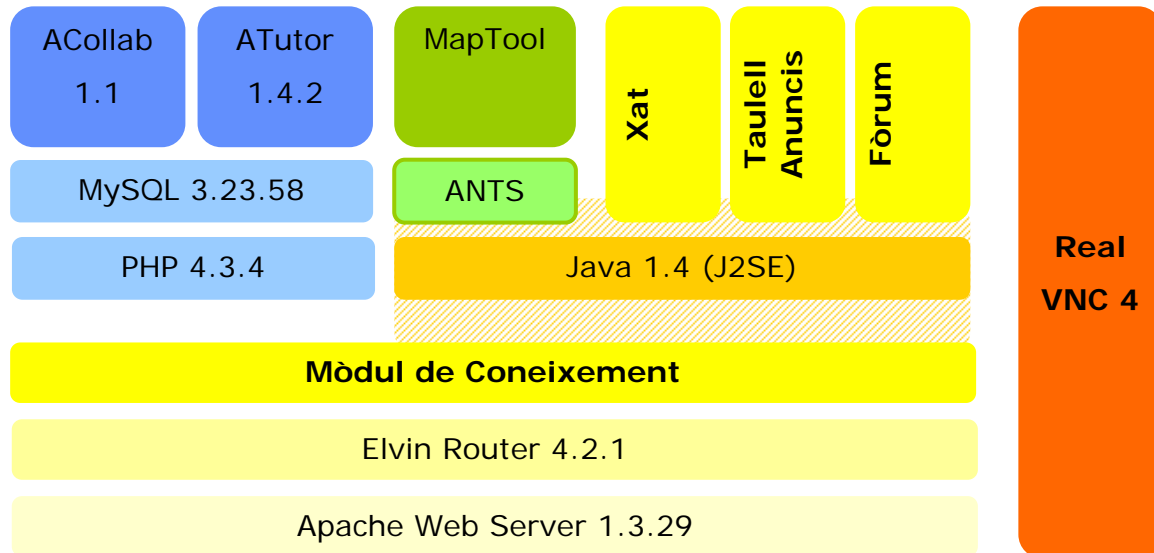 ACollab
1.1
ATutor
1.4.2
MapTool
Xat
Taulell
Anuncis
Fòrum
MySQL 3.23.58
ANTS
PHP 4.3.4
Java 1.4 (J2SE)
Real
VNC 4
Mòdul de Coneixement
Elvin Router 4.2.1
Apache Web Server 1.3.29